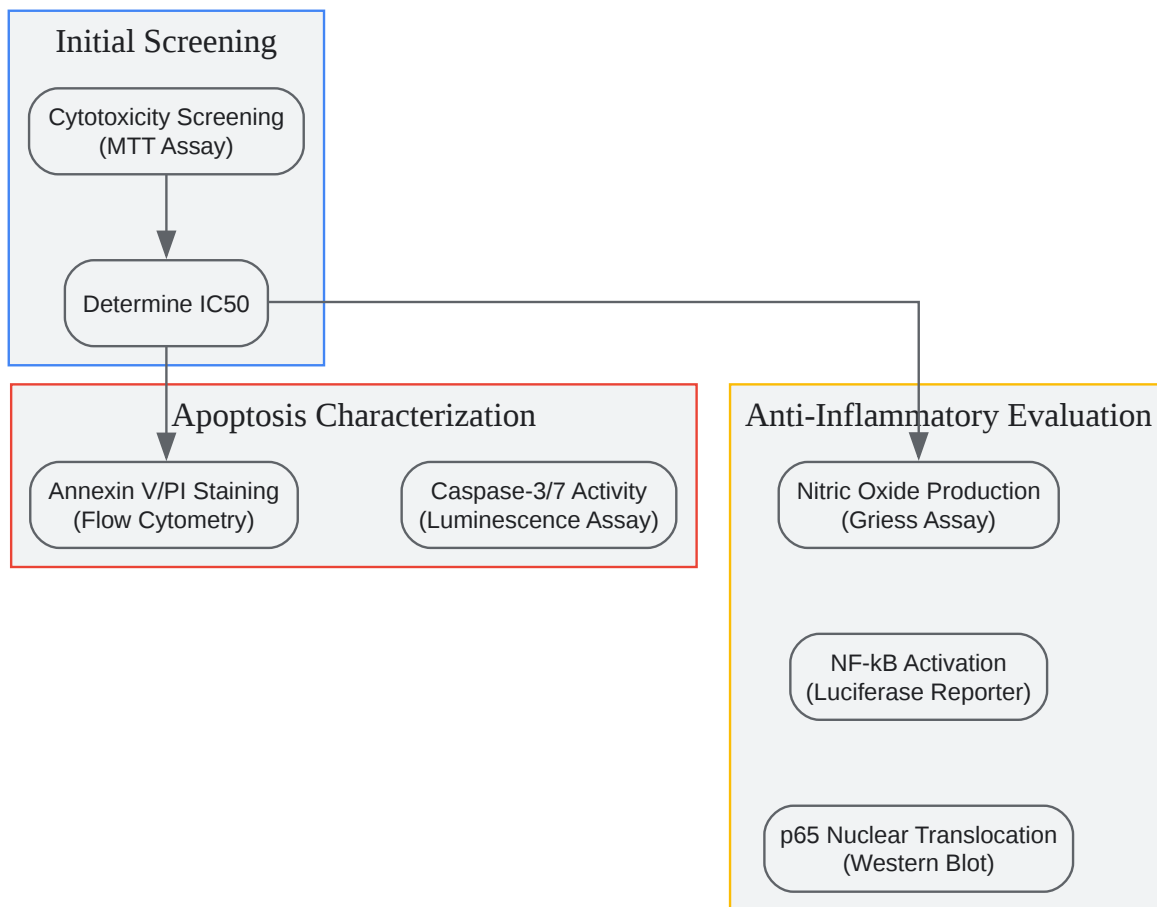 Initial Screening
Cytotoxicity Screening
(MTT Assay)
Determine IC50
Apoptosis Characterization
Annexin V/PI Staining
(Flow Cytometry)
Caspase-3/7 Activity
(Luminescence Assay)
Anti-Inflammatory Evaluation
Nitric Oxide Production
(Griess Assay)
NF-kB Activation
(Luciferase Reporter)
p65 Nuclear Translocation
(Western Blot)